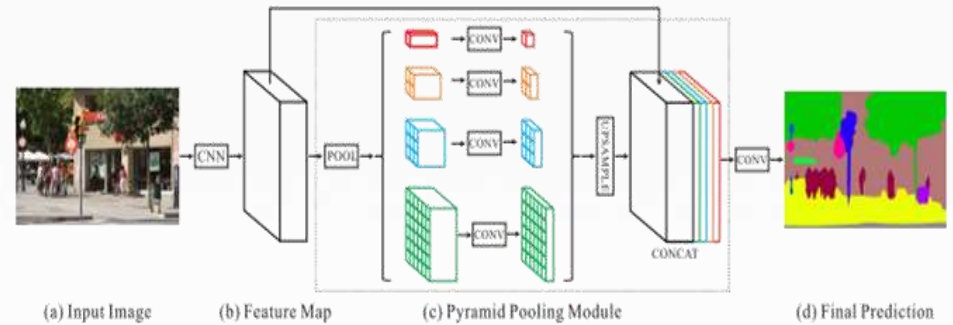 CONV
CONV
CONV
CONV
CNN
POOL
UPSAMPLE
CONV
CONCAT
(a) Input Image
(b) Feature Map
(c) Pyramid Pooling Module
(d) Final Prediction